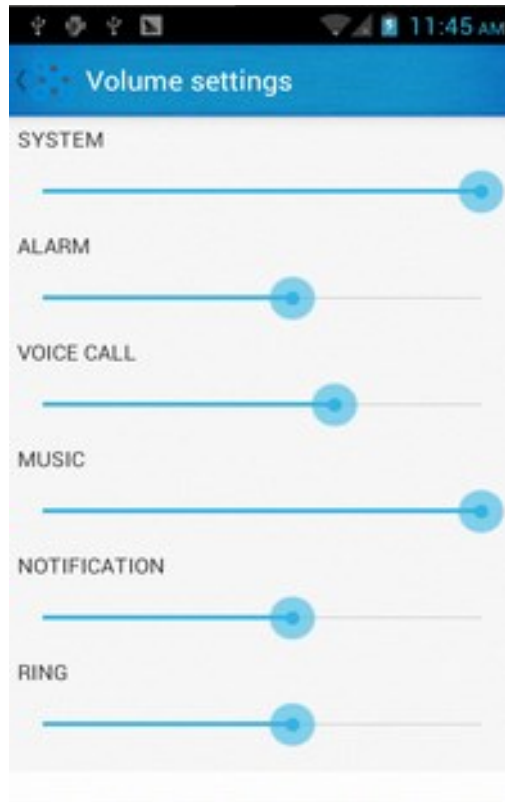 11:45 AM
Volume settings
SYSTEM
ALARM
VOICE CALL
MUSIC
NOTIFICATION
RING